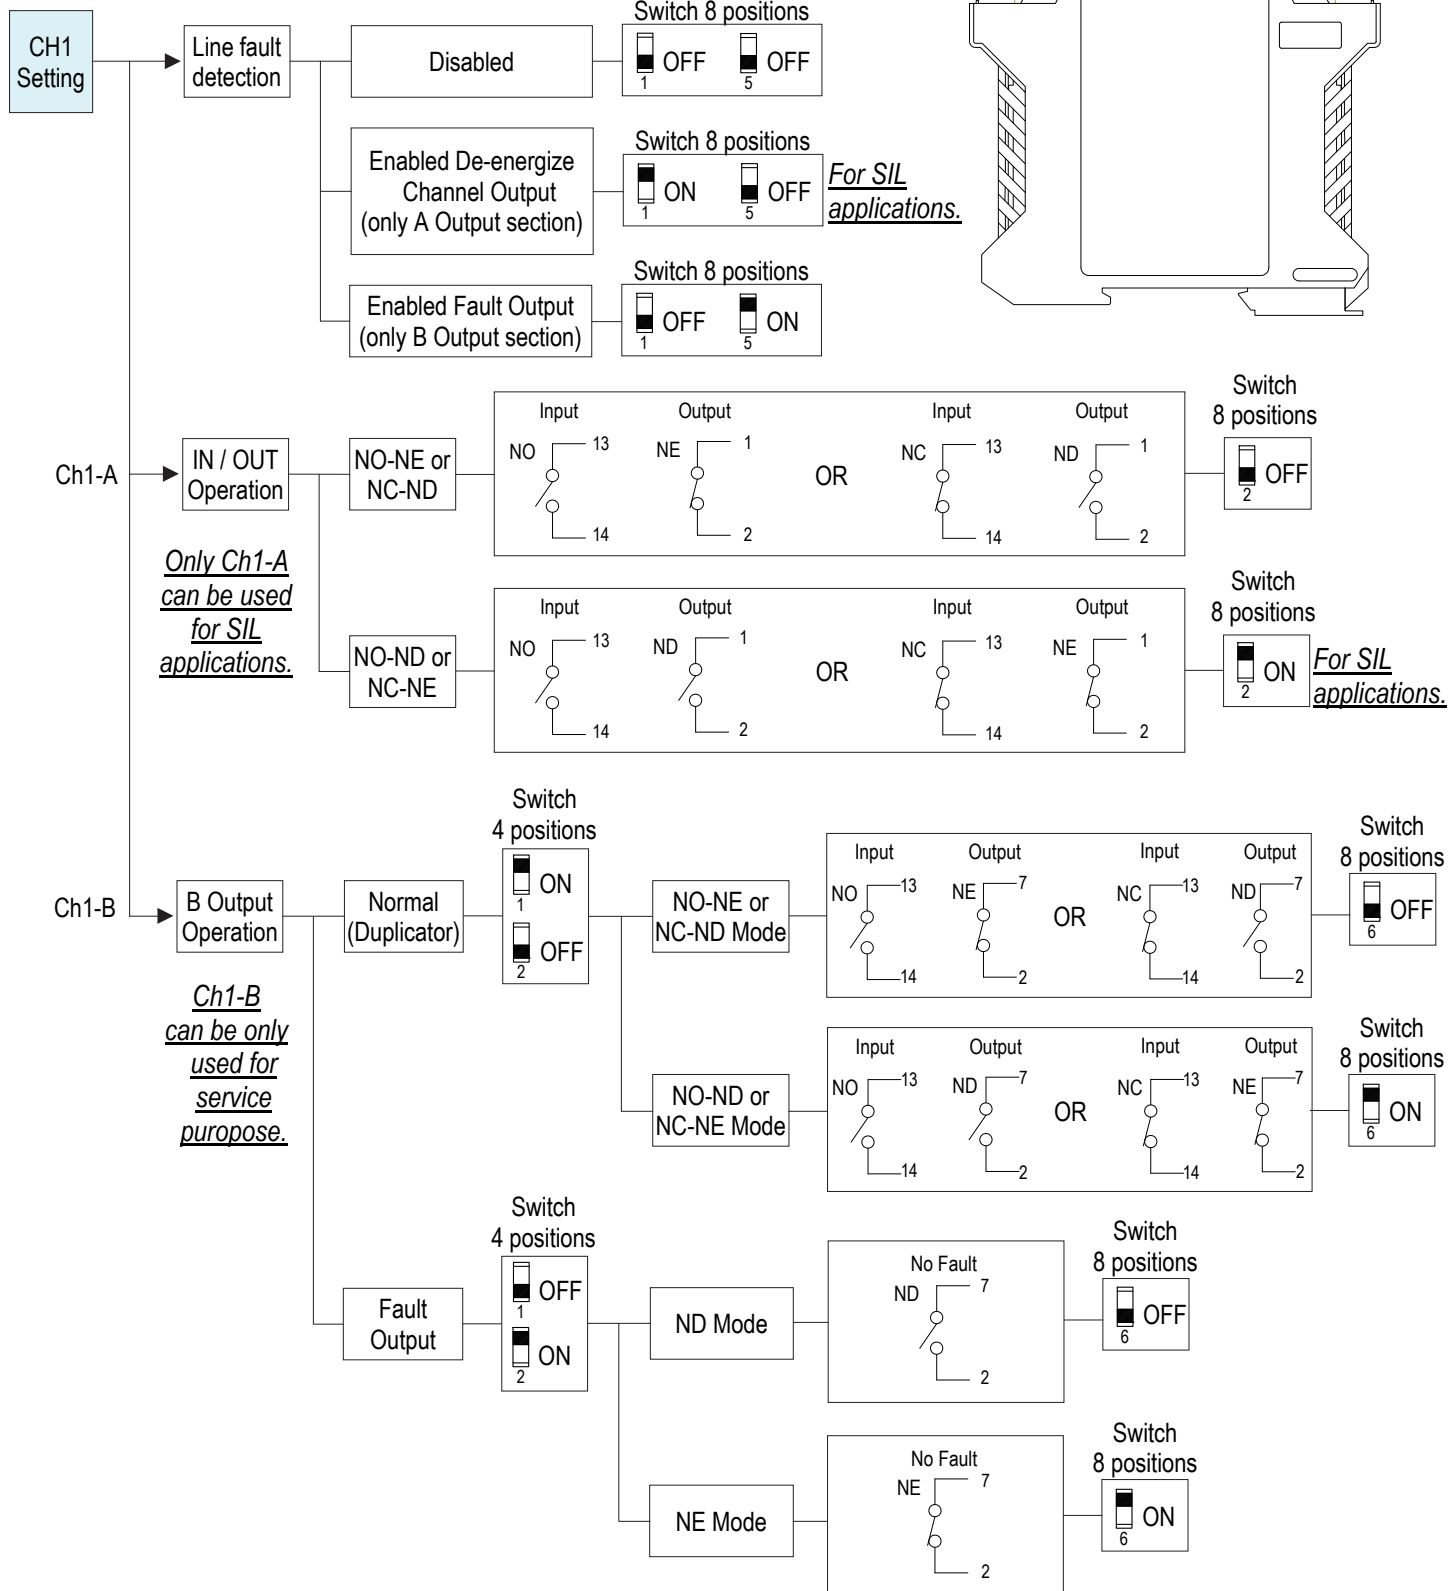 Switch 8 positions
CH1
Setting
Line fault
detection
Disabled
OFF
1
OFF
5
Switch 8 positions
Enabled De-energize
Channel Output
(only A Output section)
ON
1
OFF
5
For SIL
applications.
Switch 8 positions
Enabled Fault Output
(only B Output section)
OFF
1
ON
5
Ch1-A
IN / OUT
Operation
Only Ch1-A
can be used
for SIL
applications.
NO-NE or
NC-ND
Input
NO
13
14
Output
NE
1
2
OR
Input
NC
13
14
Output
ND
1
2
Switch
8 positions
OFF
2
NO-ND or
NC-NE
Input
NO
13
14
Output
ND
1
2
OR
Input
NC
13
14
Output
NE
1
2
Switch
8 positions
ON
2
For SIL
applications.
Ch1-B
B Output
Operation
Ch1-B
can be only
used for
service
puropose.
Normal
(Duplicator)
Switch
4 positions
ON
1
OFF
2
NO-NE or
NC-ND Mode
Input
NO
13
14
Output
NE
7
2
OR
Input
NC
13
14
Output
ND
7
2
Switch
8 positions
OFF
6
NO-ND or
NC-NE Mode
Input
NO
13
14
Output
ND
7
2
OR
Input
NC
13
14
Output
NE
7
2
Switch
8 positions
ON
6
Fault
Output
Switch
4 positions
OFF
1
ON
2
ND Mode
No Fault
ND
7
2
Switch
8 positions
OFF
6
NE Mode
No Fault
NE
7
2
Switch
8 positions
ON
6